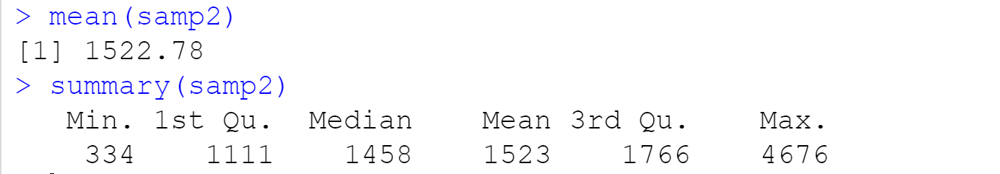 > mean(samp2)
[1] 1522.78
> summary(samp2)
   Min. 1st Qu.  Median    Mean 3rd Qu.    Max.
    334    1111    1458    1523    1766    4676